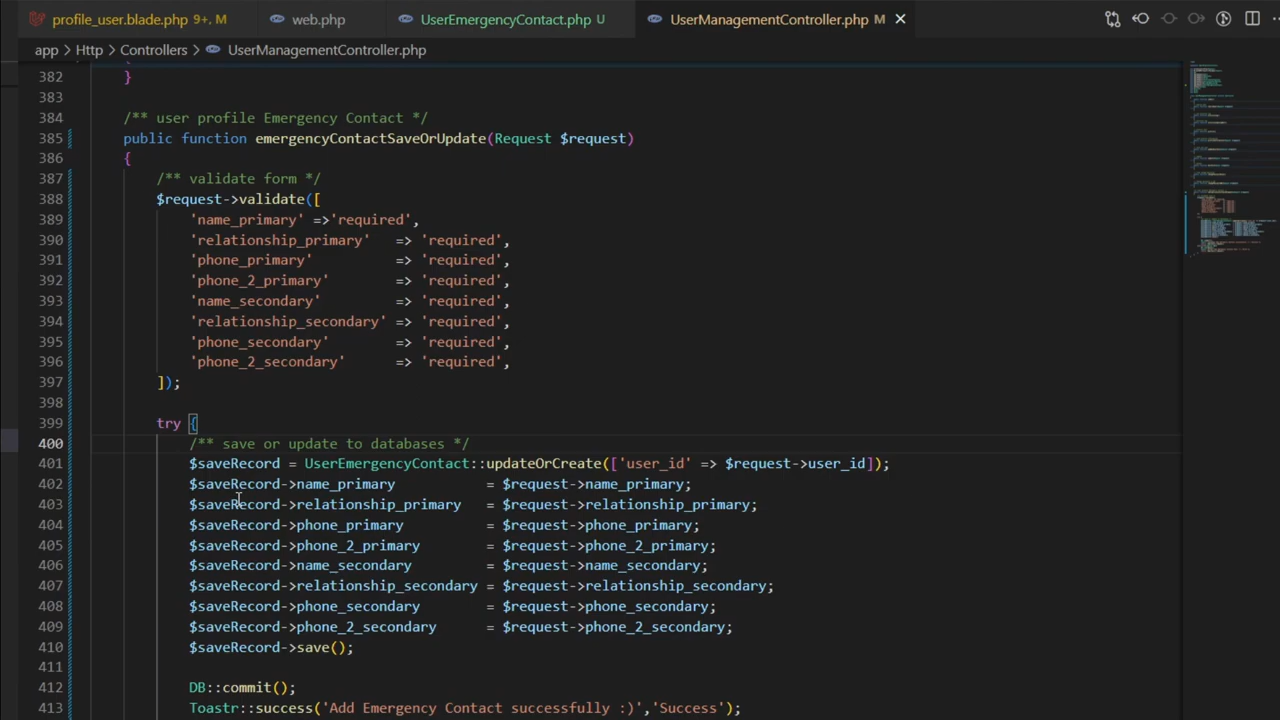 profile_user.blade.php 9+, M web.php UserEmergencyContact.php U UserManagementController.php M
app > Http > Controllers > UserManagementController.php
382 }
383
384 /** user profile Emergency Contact */
385 public function emergencyContactSaveOrUpdate(Request $request)
386 {
387 /** validate form */
388 $request->validate([
389 'name_primary' =>'required',
390 'relationship_primary' => 'required',
391 'phone_primary' => 'required',
392 'phone_2_primary' => 'required',
393 'name_secondary' => 'required',
394 'relationship_secondary' => 'required',
395 'phone_secondary' => 'required',
396 'phone_2_secondary' => 'required',
397 ]);
398
399 try {
400 /** save or update to databases */
401 $saveRecord = UserEmergencyContact::updateOrCreate(['user_id' => $request->user_id]);
402 $saveRecord->name_primary = $request->name_primary;
403 $saveRecord->relationship_primary = $request->relationship_primary;
404 $saveRecord->phone_primary = $request->phone_primary;
405 $saveRecord->phone_2_primary = $request->phone_2_primary;
406 $saveRecord->name_secondary = $request->name_secondary;
407 $saveRecord->relationship_secondary = $request->relationship_secondary;
408 $saveRecord->phone_secondary = $request->phone_secondary;
409 $saveRecord->phone_2_secondary = $request->phone_2_secondary;
410 $saveRecord->save();
411
412 DB::commit();
413 Toastr::success('Add Emergency Contact successfully :)','Success');